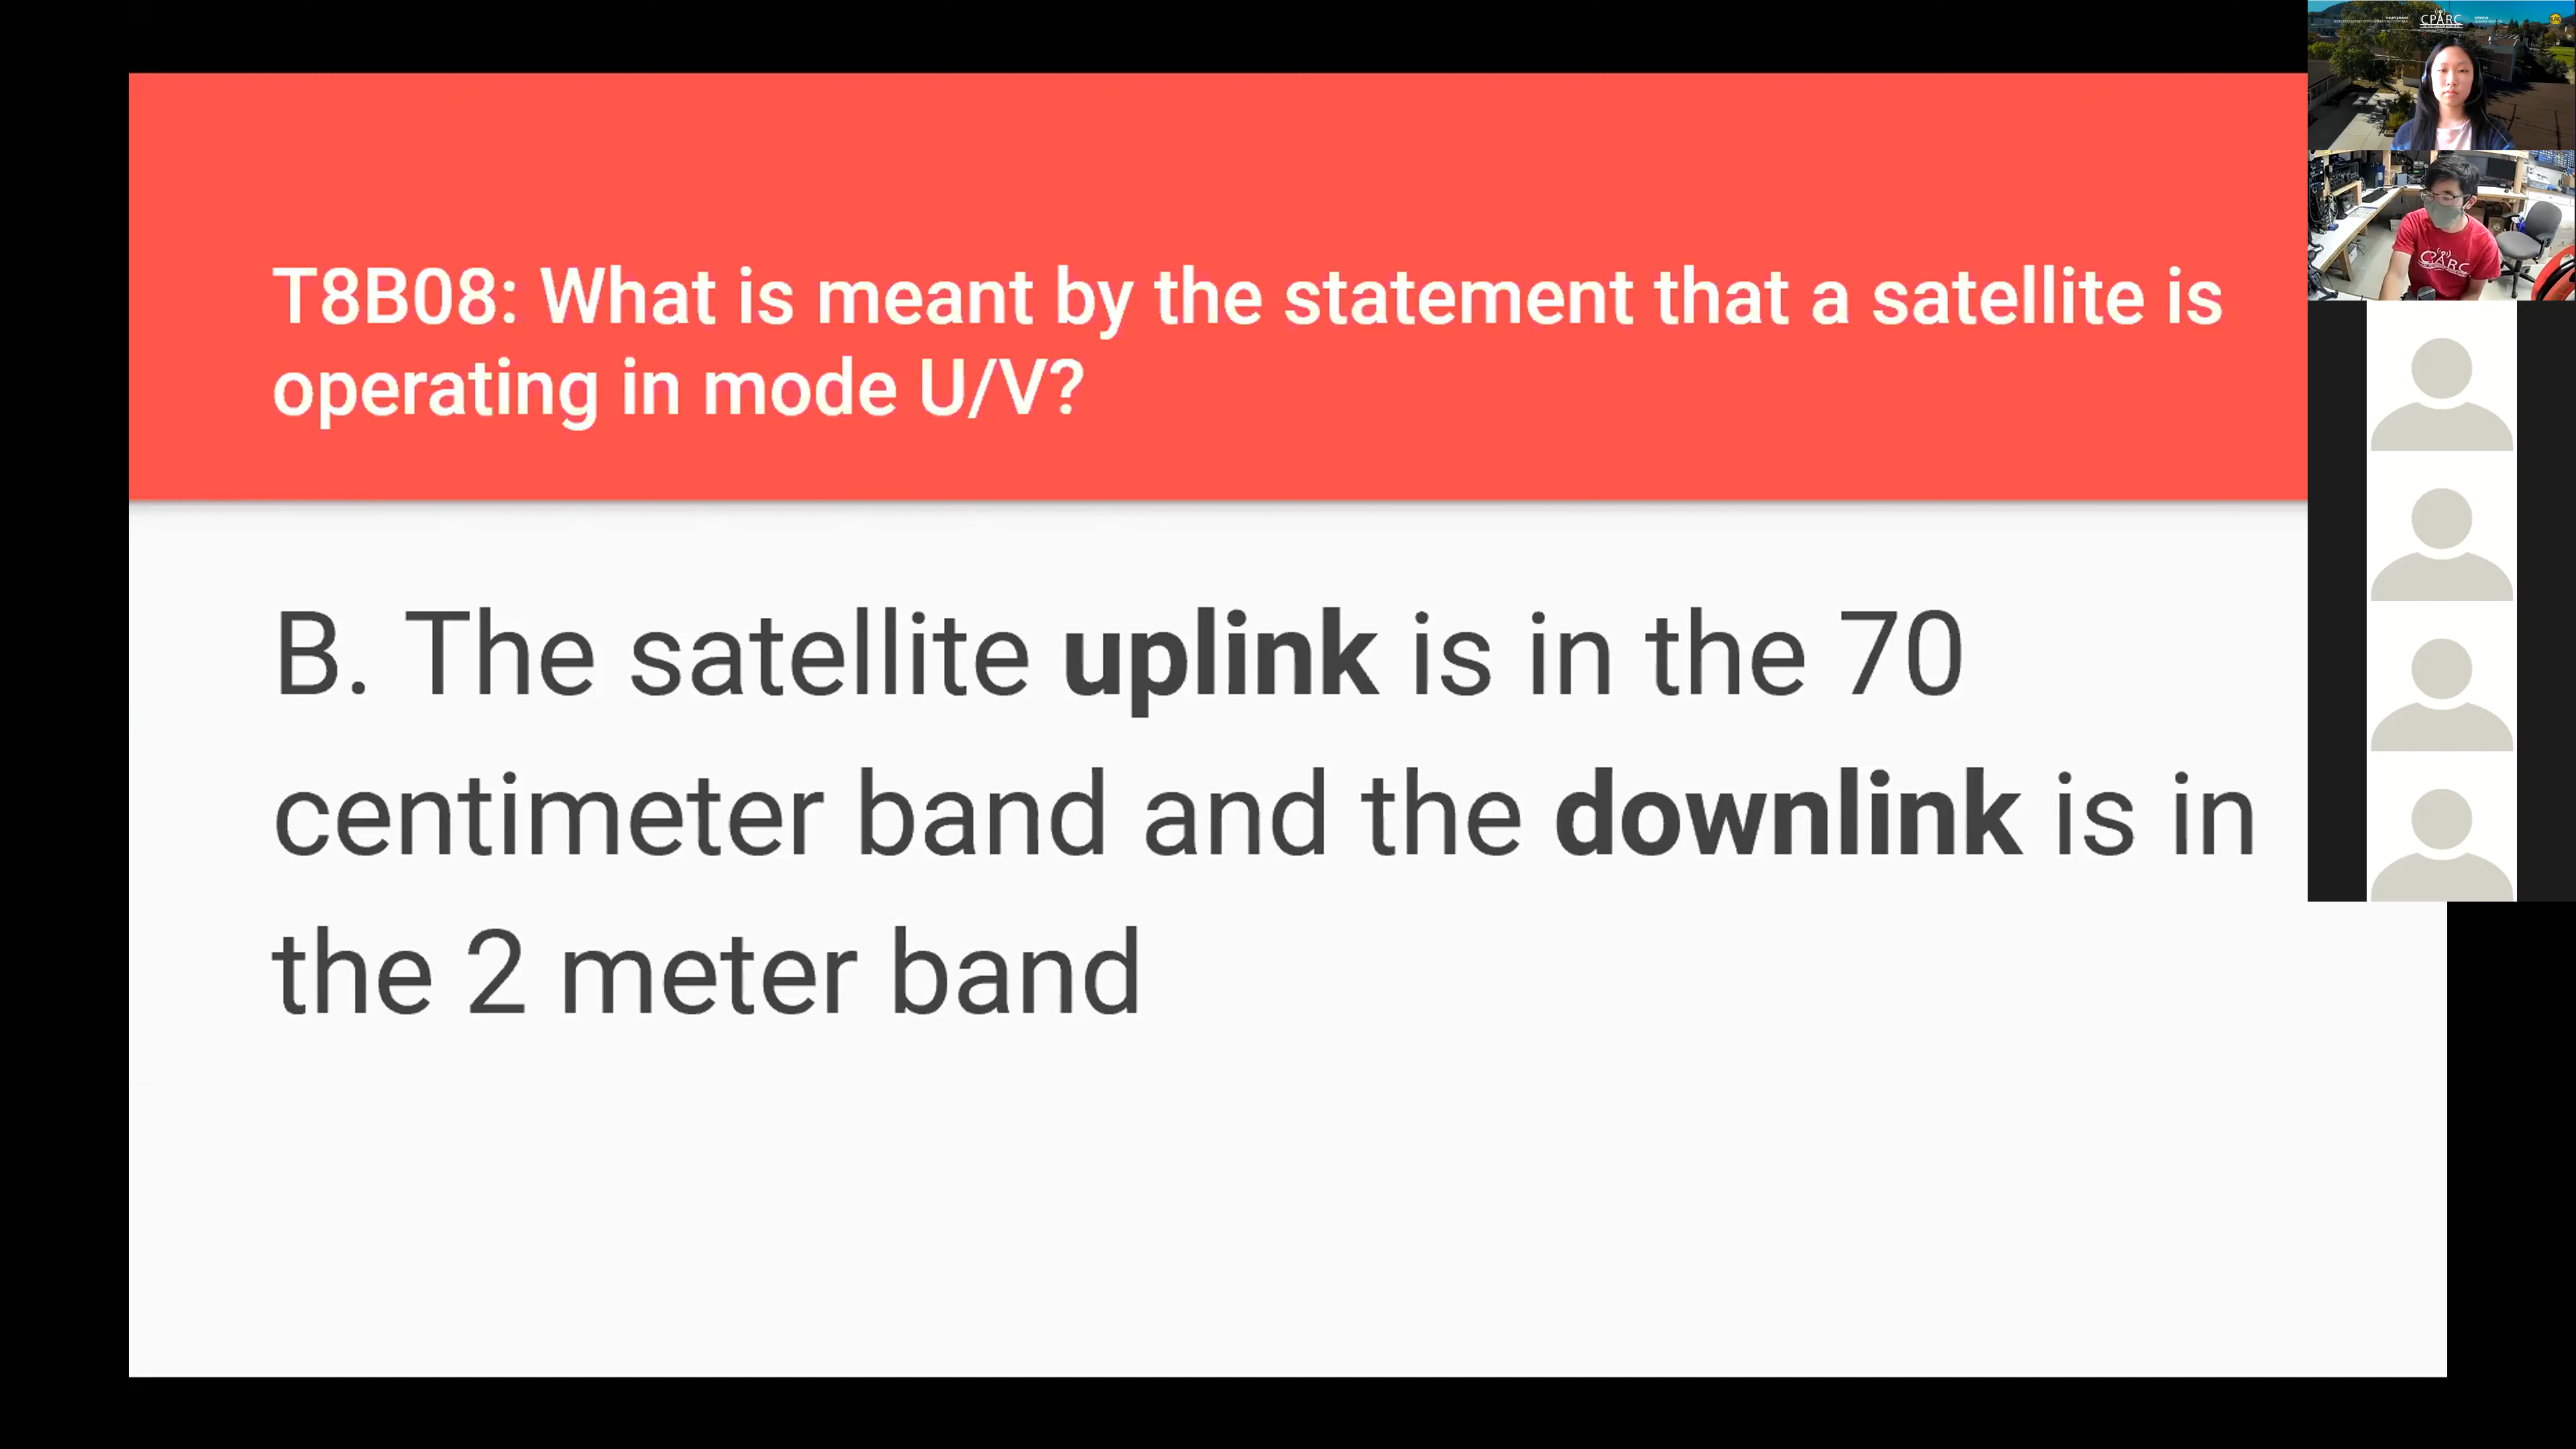 T8B08: What is meant by the statement that a satellite is
operating in mode U/V?
B. The satellite uplink is in the 70
centimeter band and the downlink is in
the 2 meter band
CPARC
CPARC